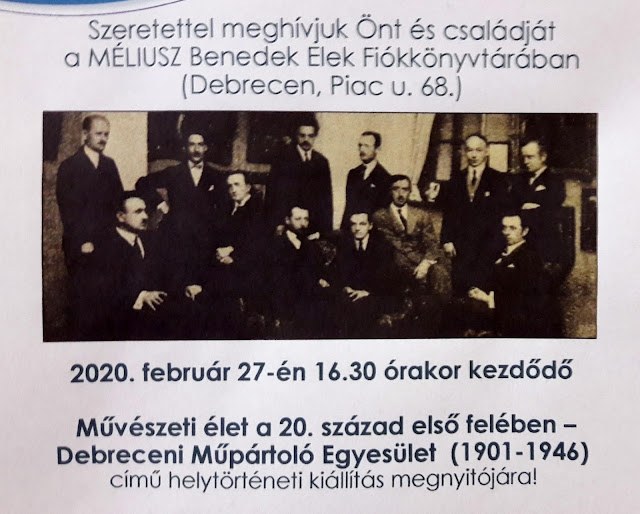 Szeretettel meghívjuk Önt és családját
a MÉLIUSZ Benedek Elek Fiókkönyvtárában
(Debrecen, Piac u. 68.)
2020. február 27-én 16.30 órakor kezdődő
Művészeti élet a 20. század első felében –
Debreceni Műpártoló Egyesület (1901-1946)
című helytörténeti kiállítás megnyitójára!